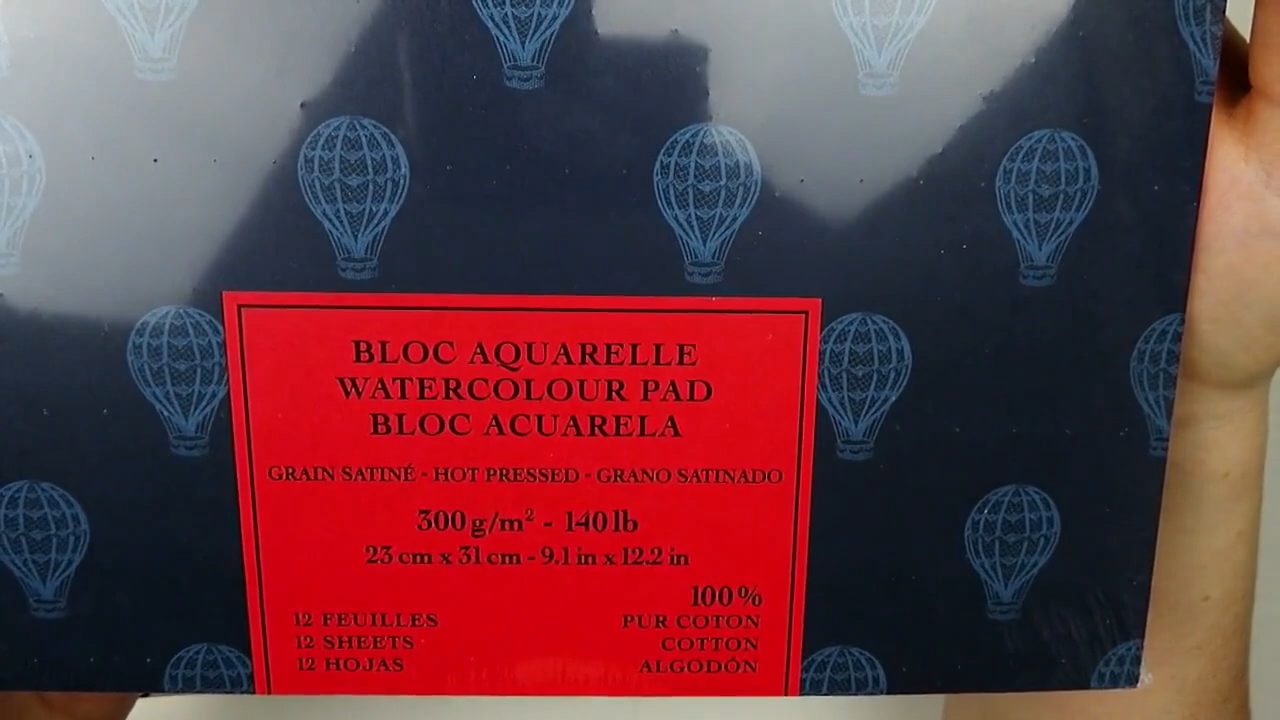 BLOC AQUARELLE
WATERCOLOUR PAD
BLOC ACUARELA
GRAIN SATINÉ - HOT PRESSED - GRANO SATINADO
300 g/m² - 140 lb
23 cm x 31 cm - 9.1 in x 12.2 in
100%
12 FEUILLES PUR COTON
12 SHEETS COTTON
12 HOJAS ALGODÓN